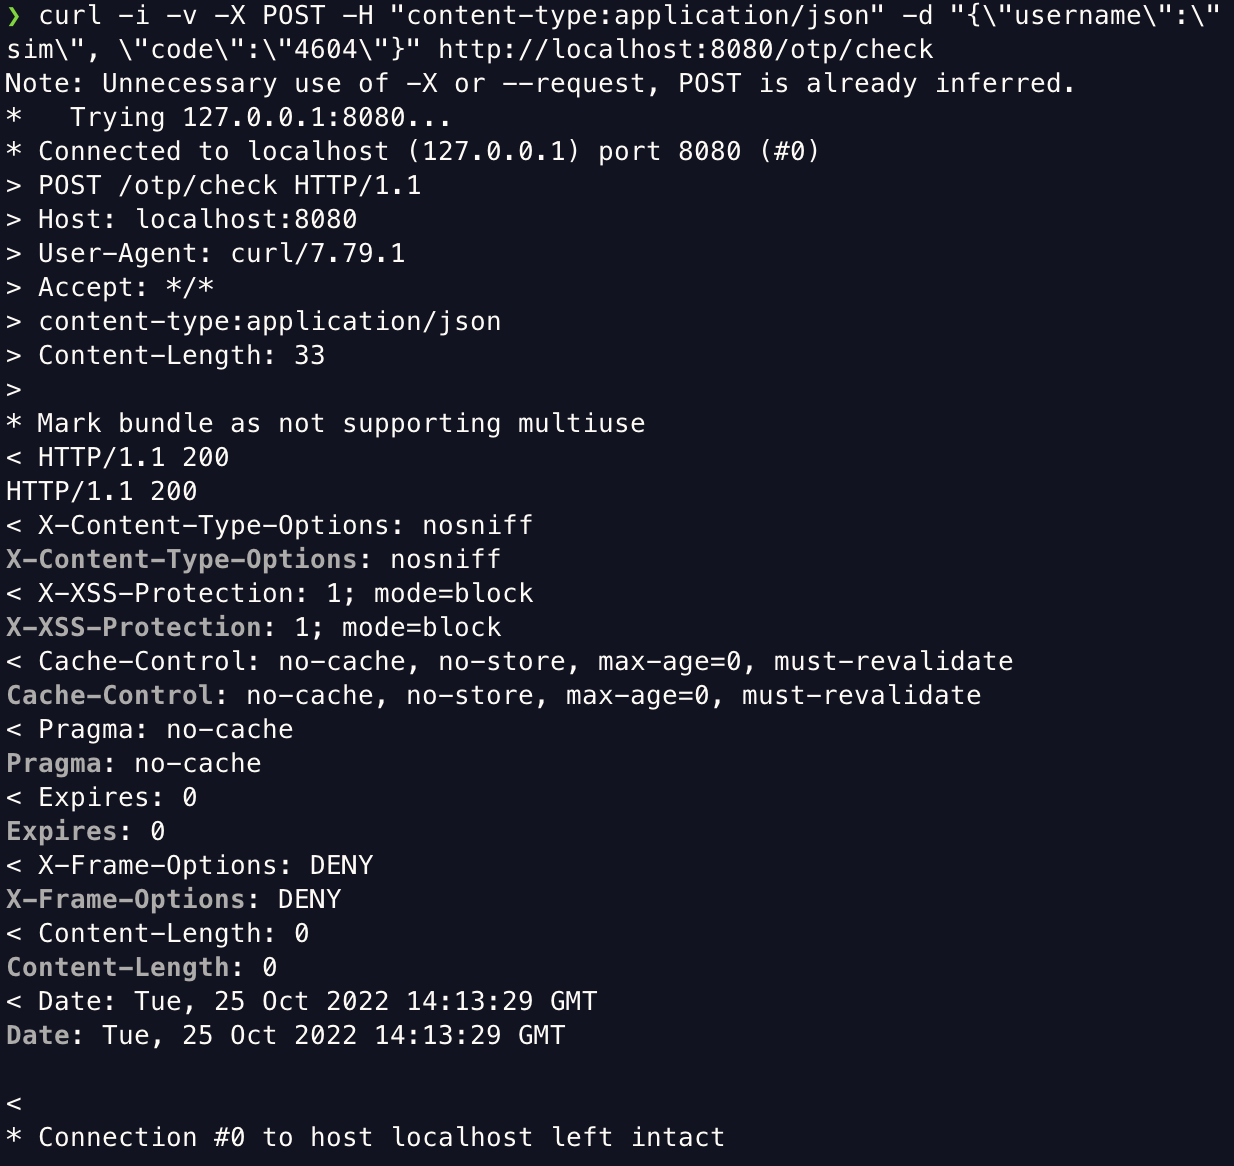 ❯ curl -i -v -X POST -H "content-type:application/json" -d "{\"username\":\"
sim\", \"code\":\"4604\"}" http://localhost:8080/otp/check
Note: Unnecessary use of -X or --request, POST is already inferred.
*   Trying 127.0.0.1:8080...
* Connected to localhost (127.0.0.1) port 8080 (#0)
> POST /otp/check HTTP/1.1
> Host: localhost:8080
> User-Agent: curl/7.79.1
> Accept: */*
> content-type:application/json
> Content-Length: 33
>
* Mark bundle as not supporting multiuse
< HTTP/1.1 200
HTTP/1.1 200
< X-Content-Type-Options: nosniff
X-Content-Type-Options: nosniff
< X-XSS-Protection: 1; mode=block
X-XSS-Protection: 1; mode=block
< Cache-Control: no-cache, no-store, max-age=0, must-revalidate
Cache-Control: no-cache, no-store, max-age=0, must-revalidate
< Pragma: no-cache
Pragma: no-cache
< Expires: 0
Expires: 0
< X-Frame-Options: DENY
X-Frame-Options: DENY
< Content-Length: 0
Content-Length: 0
< Date: Tue, 25 Oct 2022 14:13:29 GMT
Date: Tue, 25 Oct 2022 14:13:29 GMT

<
* Connection #0 to host localhost left intact